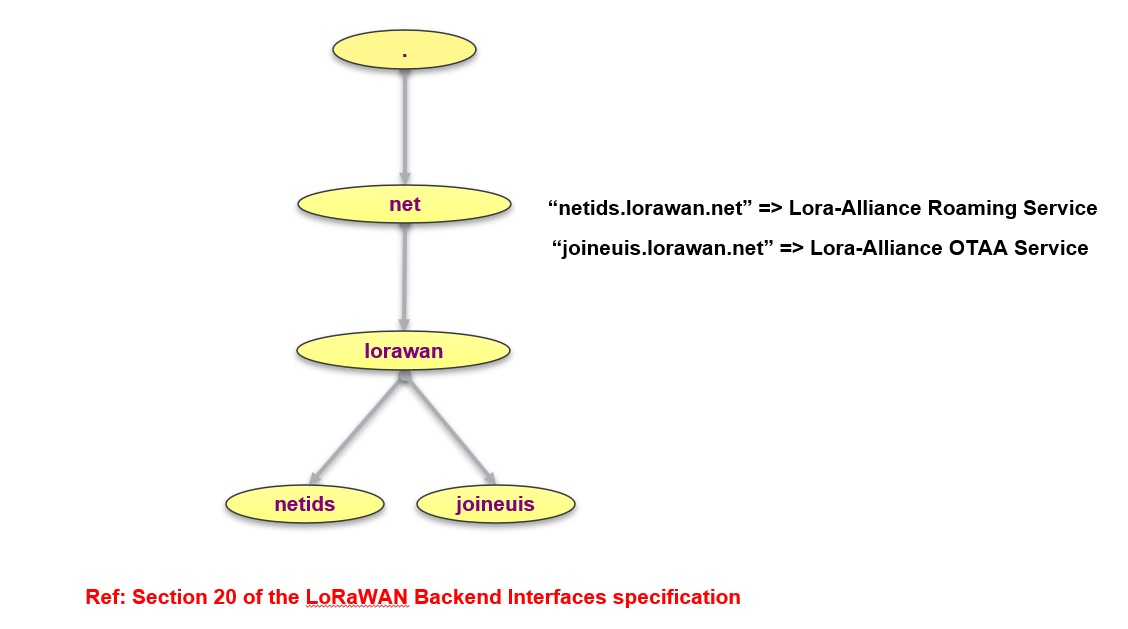 .
net
“netids.lorawan.net” => Lora-Alliance Roaming Service
“joineuis.lorawan.net” => Lora-Alliance OTAA Service
lorawan
netids
joineuis
Ref: Section 20 of the LoRaWAN Backend Interfaces specification